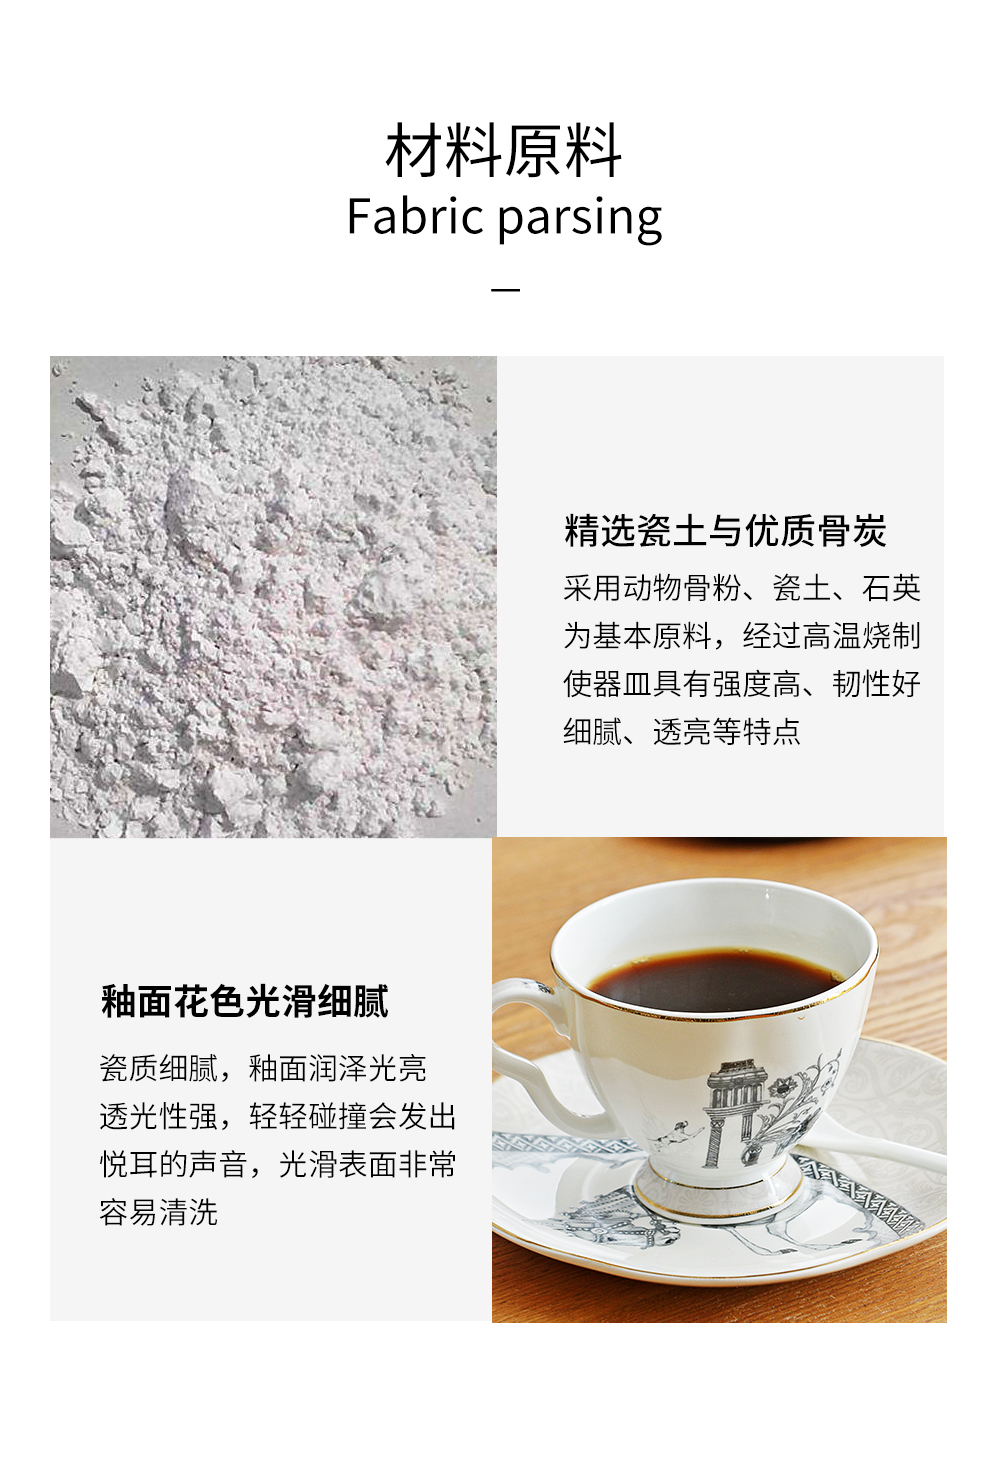 材料原料
Fabric parsing
精选瓷土与优质骨炭
采用动物骨粉、瓷土、石英
为基本原料，经过高温烧制
使器皿具有强度高、韧性好
细腻、透亮等特点
釉面花色光滑细腻
瓷质细腻，釉面润泽光亮
透光性强，轻轻碰撞会发出
悦耳的声音，光滑表面非常
容易清洗